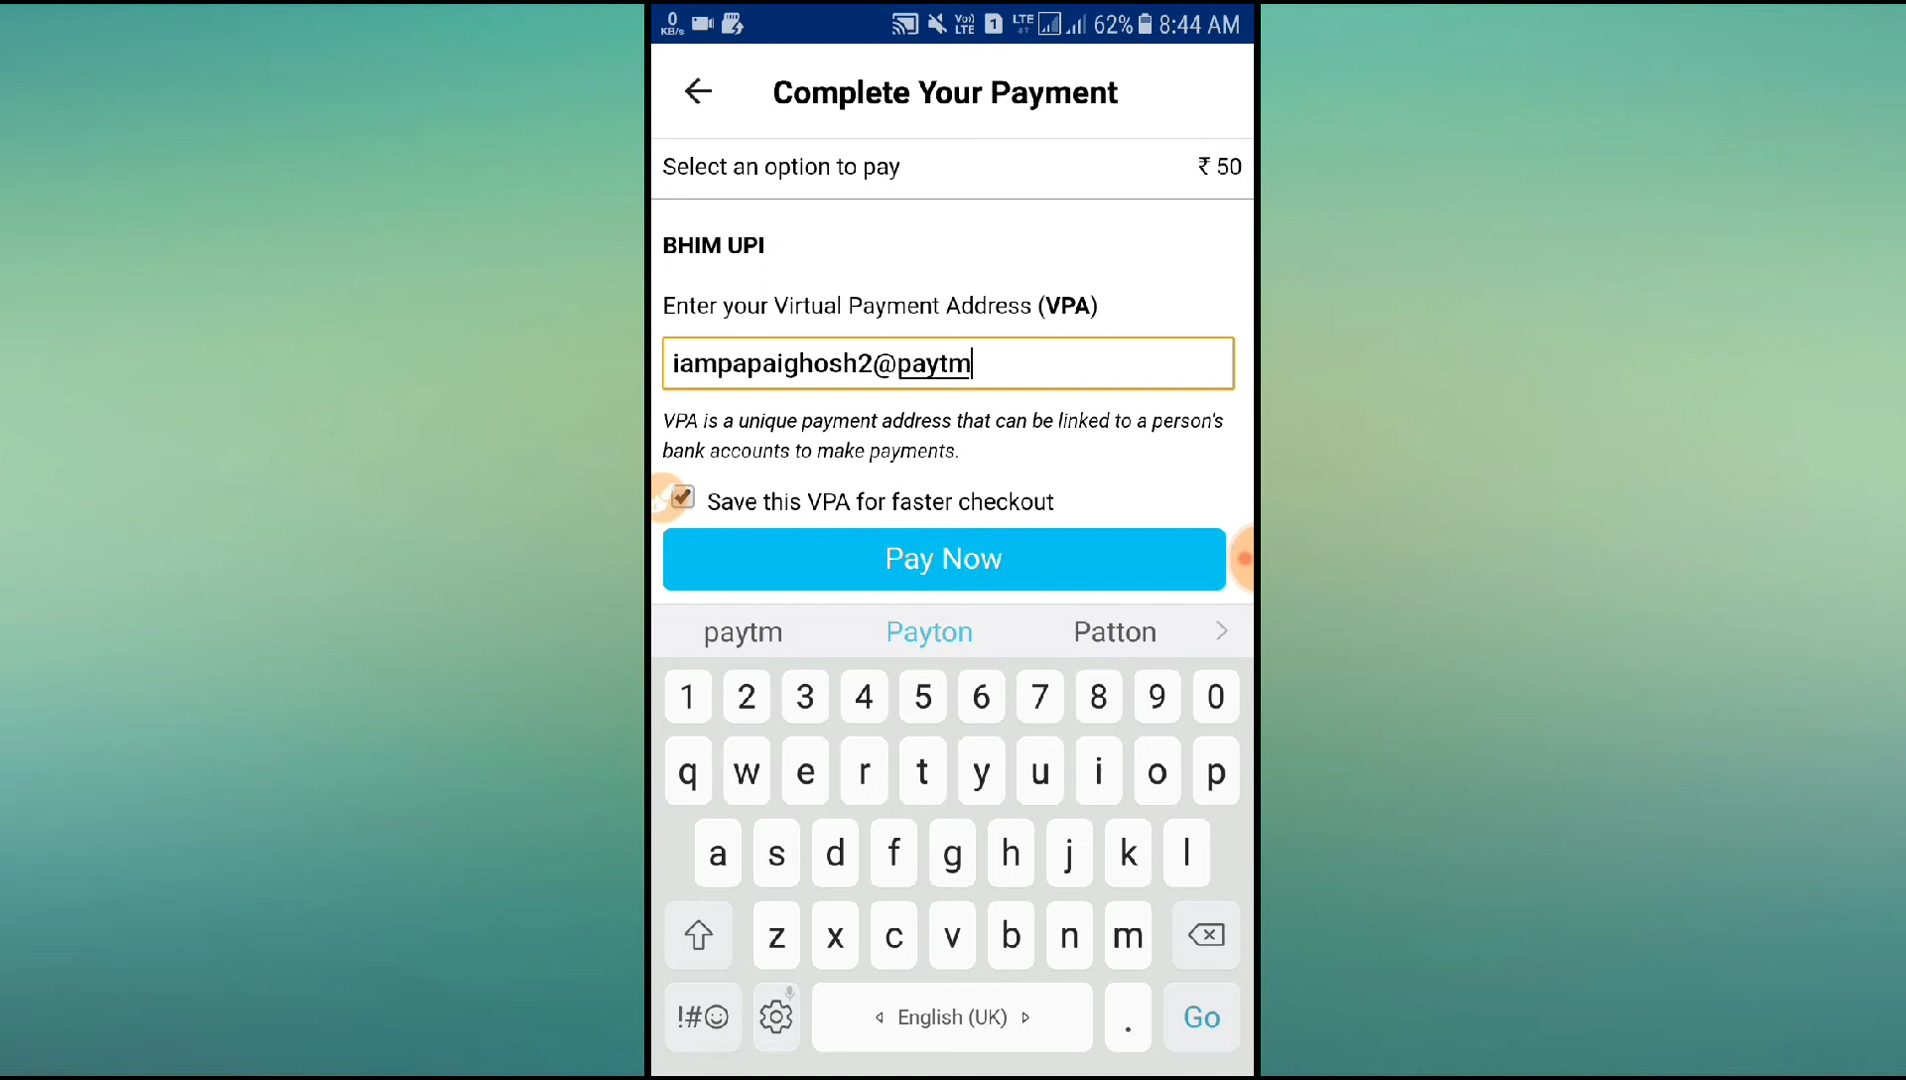 0
KB/s
VoLTE 1 LTE 62% 8:44 AM
Complete Your Payment
Select an option to pay ₹ 50
BHIM UPI
Enter your Virtual Payment Address (VPA)
iampapaighosh2@paytm
VPA is a unique payment address that can be linked to a person's
bank accounts to make payments.
Save this VPA for faster checkout
Pay Now
paytm Payton Patton
1 2 3 4 5 6 7 8 9 0
q w e r t y u i o p
a s d f g h j k l
z x c v b n m
!#☺ English (UK) . Go